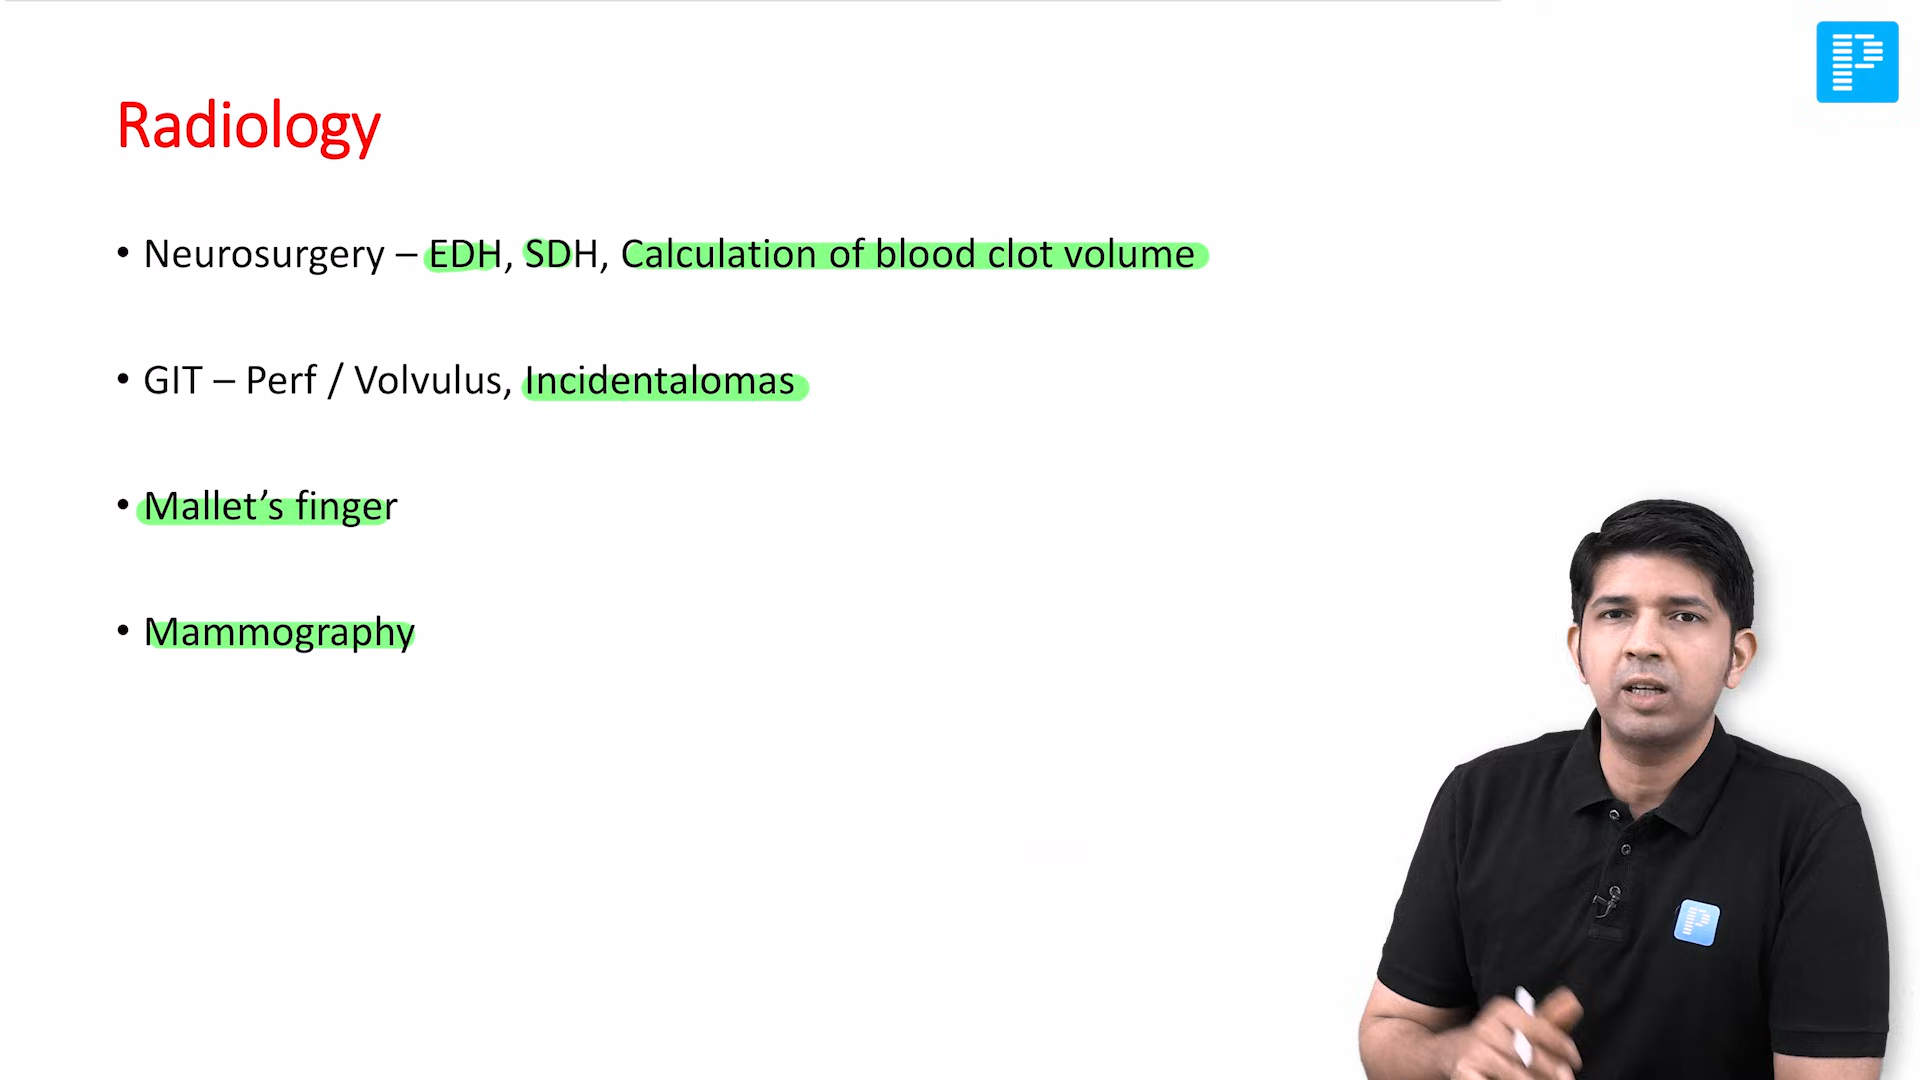 Radiology
• Neurosurgery – EDH, SDH, Calculation of blood clot volume
• GIT – Perf / Volvulus, Incidentalomas
• Mallet’s finger
• Mammography